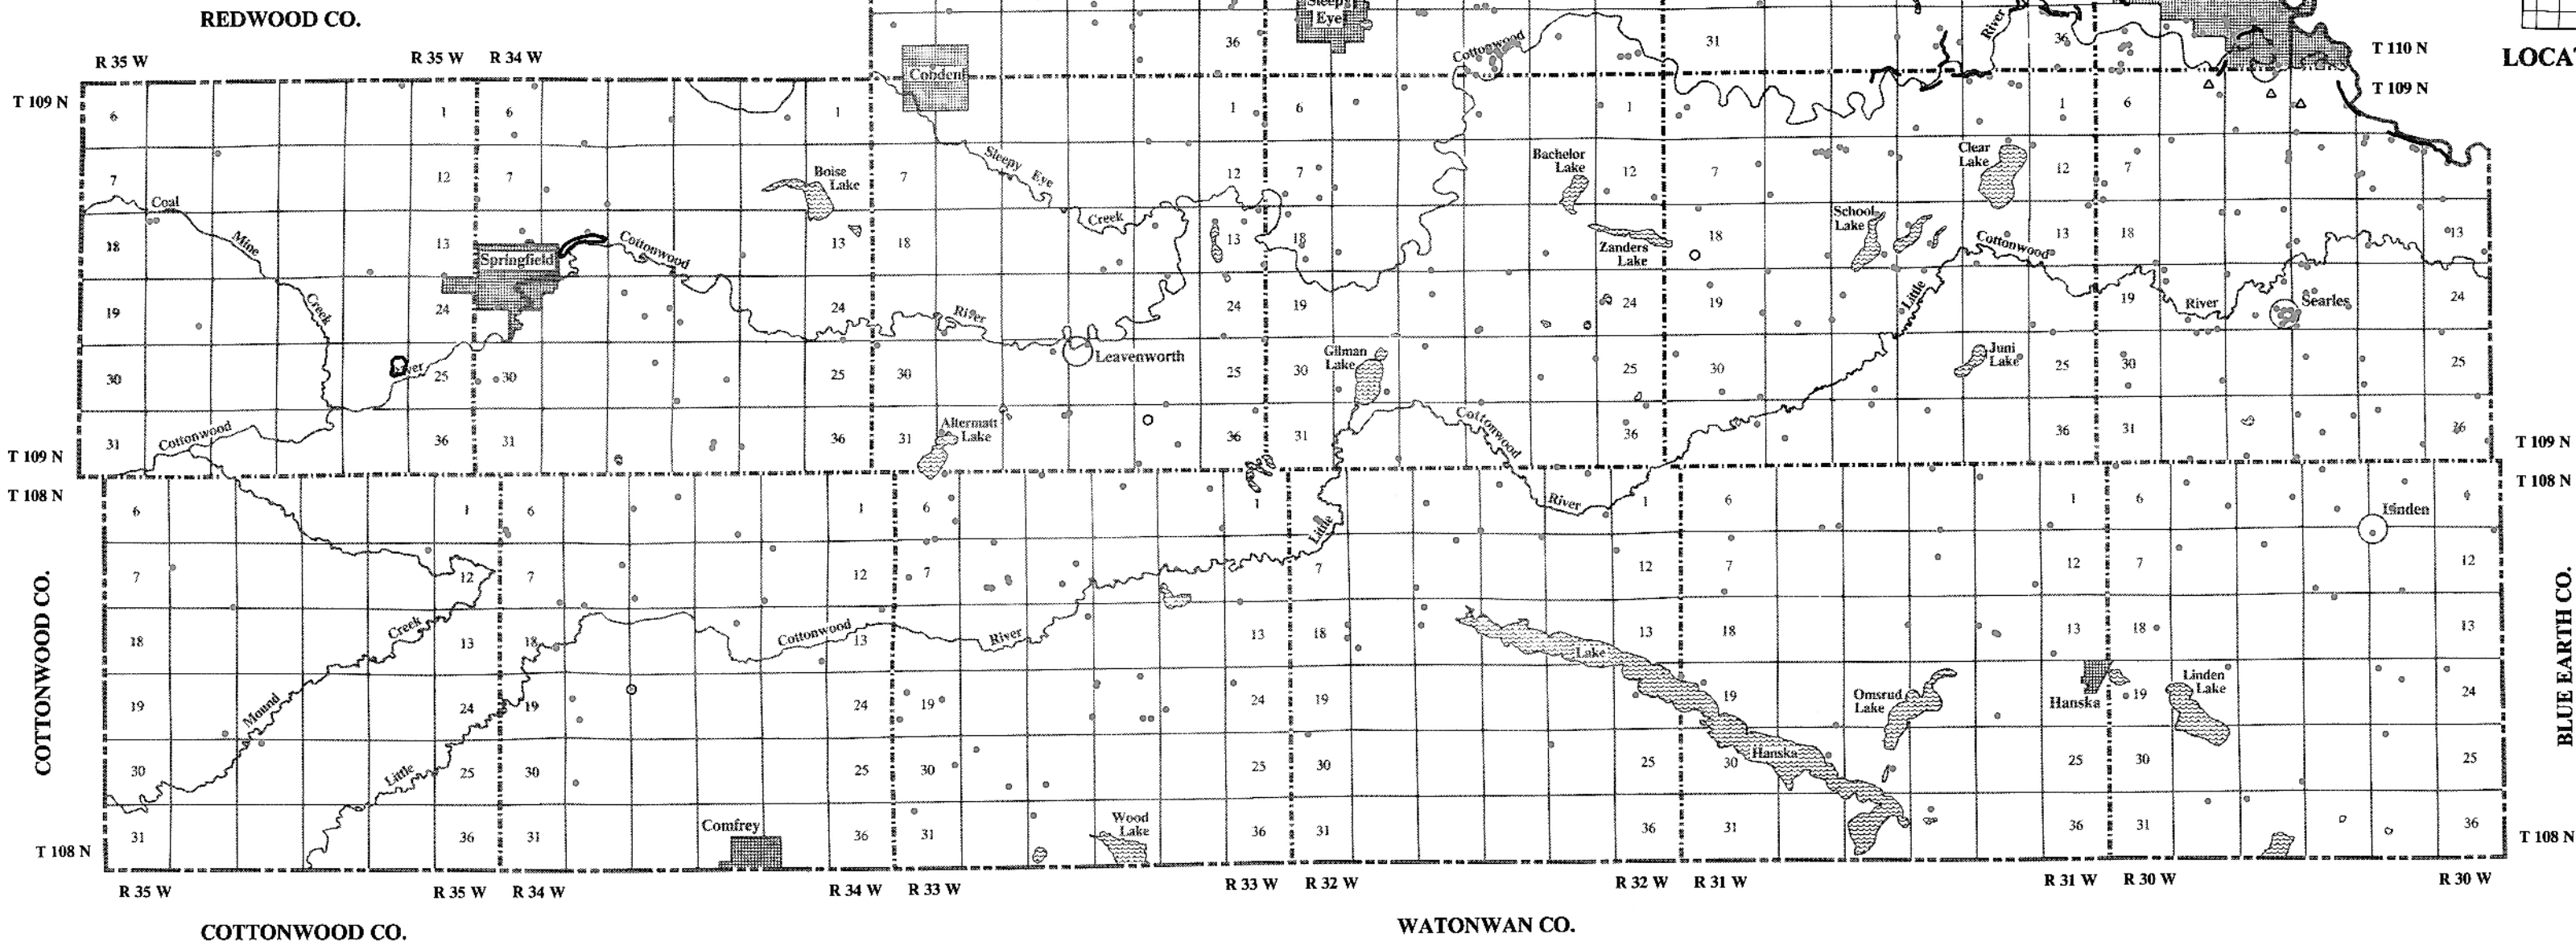 REDWOOD CO.
Sleepy
Eye
36
Cottonwood
31
River
36
T 110 N
LOCA
R 35 W
R 35 W
R 34 W
Cobden
T 109 N
T 109 N
6
1
6
1
1
6
1
1
6
7
Coal
12
7
Boise
Lake
7
Sleepy Eye
12
7
Bachelor
Lake
12
7
Clear
Lake
12
7
18
Mine
13
Springfield
Cottonwood
13
18
Creek
13
18
Zanders
Lake
18
School
Lake
Cottonwood
13
18
13
19
Creek
24
24
River
24
19
24
19
Little
19
River
Searles
24
30
River
25
30
25
30
Leavenworth
25
30
Gilman
Lake
25
30
Juni
Lake
25
30
25
31
Cottonwood
36
31
36
31
Altermatt
Lake
36
31
Cottonwood
36
36
31
36
T 109 N
T 109 N
T 108 N
T 108 N
6
1
6
1
6
1
Little
River
1
6
1
6
Linden
7
12
7
12
7
7
12
7
12
7
12
COTTONWOOD CO.
BLUE EARTH CO.
18
Creek
13
18
Cottonwood
13
River
13
18
Lake
13
18
13
18
13
19
Mound
24
19
24
19
24
19
19
Omsrud
Lake
Hanska
19
Linden
Lake
24
30
Little
25
30
25
30
25
30
25
30
Hanska
25
30
25
31
36
31
Comfrey
36
31
Wood
Lake
36
31
36
31
36
31
36
T 108 N
T 108 N
R 35 W
R 35 W
R 34 W
R 34 W
R 33 W
R 33 W
R 32 W
R 32 W
R 31 W
R 31 W
R 30 W
R 30 W
COTTONWOOD CO.
WATONWAN CO.